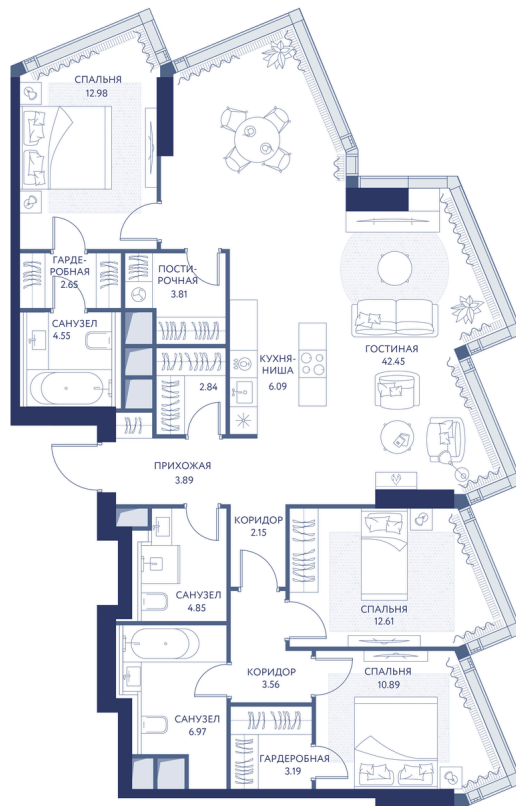 СПАЛЬНЯ
12.98
ГАРДЕ-
РОБНАЯ
2.65
ПОСТИ-
РОЧНАЯ
3.81
САНУЗЕЛ
4.55
2.84
КУХНЯ-
НИША
6.09
ГОСТИНАЯ
42.45
ПРИХОЖАЯ
3.89
КОРИДОР
2.15
САНУЗЕЛ
4.85
СПАЛЬНЯ
12.61
КОРИДОР
3.56
СПАЛЬНЯ
10.89
САНУЗЕЛ
6.97
ГАРДЕРОБНАЯ
3.19